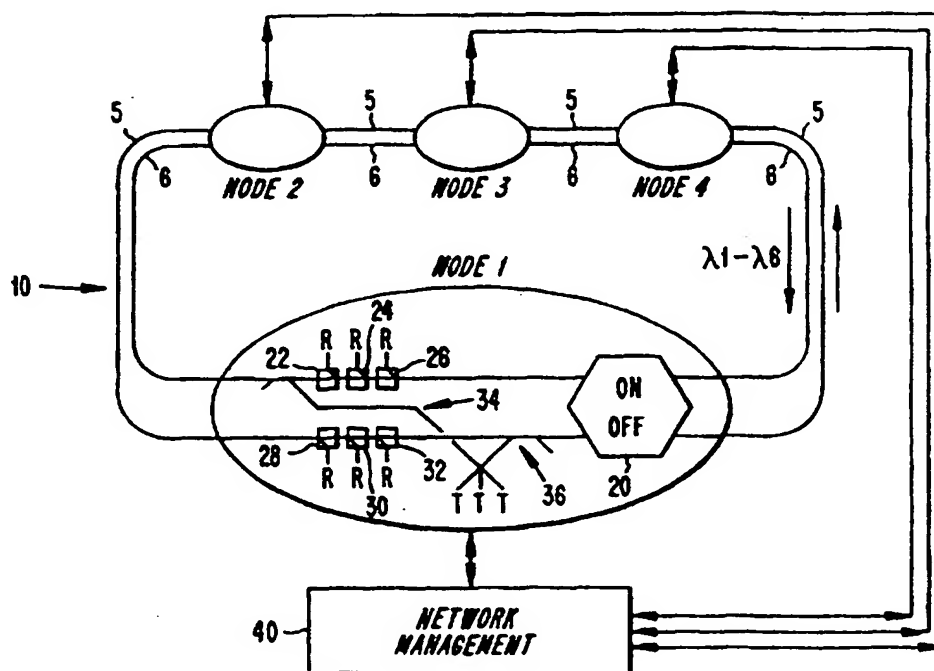 5
5
5
5
6
6
6
6
NODE 2
NODE 3
NODE 4
λ1-λ6
10
NODE 1
R R R
22
24
26
34
ON
OFF
28
R R R
30
32
T T T
36
20
40
NETWORK
MANAGEMENT